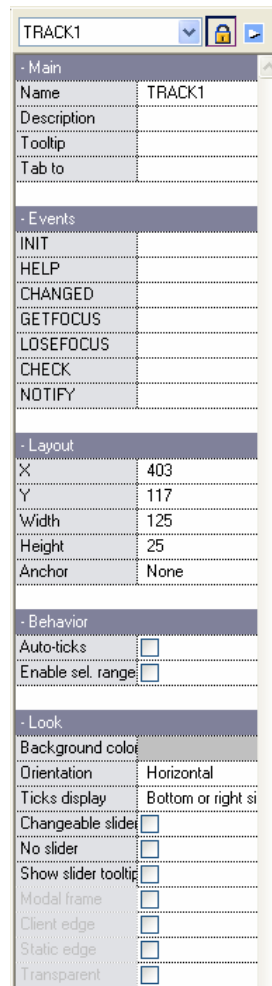 TRACK1
- Main
Name TRACK1
Description
Tooltip
Tab to
- Events
INIT
HELP
CHANGED
GETFOCUS
LOSEFOCUS
CHECK
NOTIFY
- Layout
X 403
Y 117
Width 125
Height 25
Anchor None
- Behavior
Auto-ticks
Enable sel. range
- Look
Background color
Orientation Horizontal
Ticks display Bottom or right si
Changeable slider
No slider
Show slider tooltip
Modal frame
Client edge
Static edge
Transparent